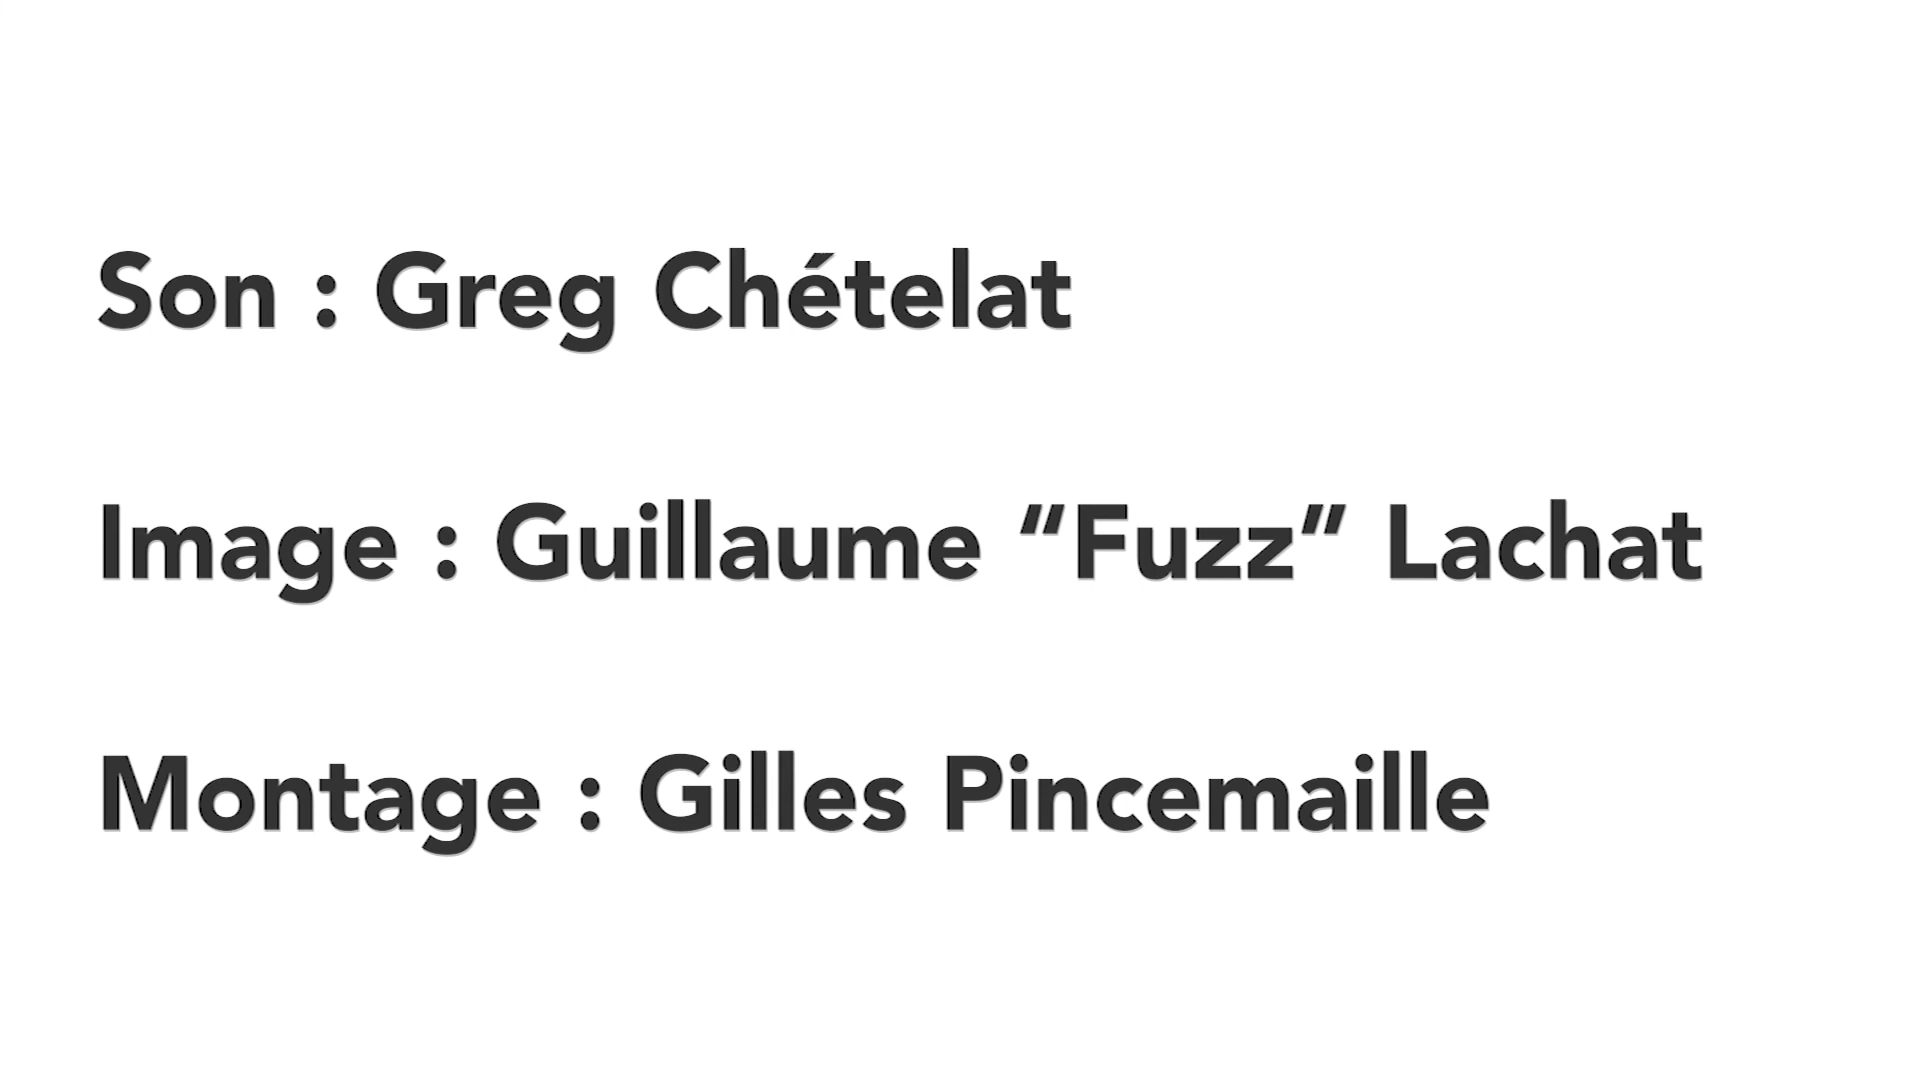 Son : Greg Chételat
Image : Guillaume “Fuzz” Lachat
Montage : Gilles Pincemaille